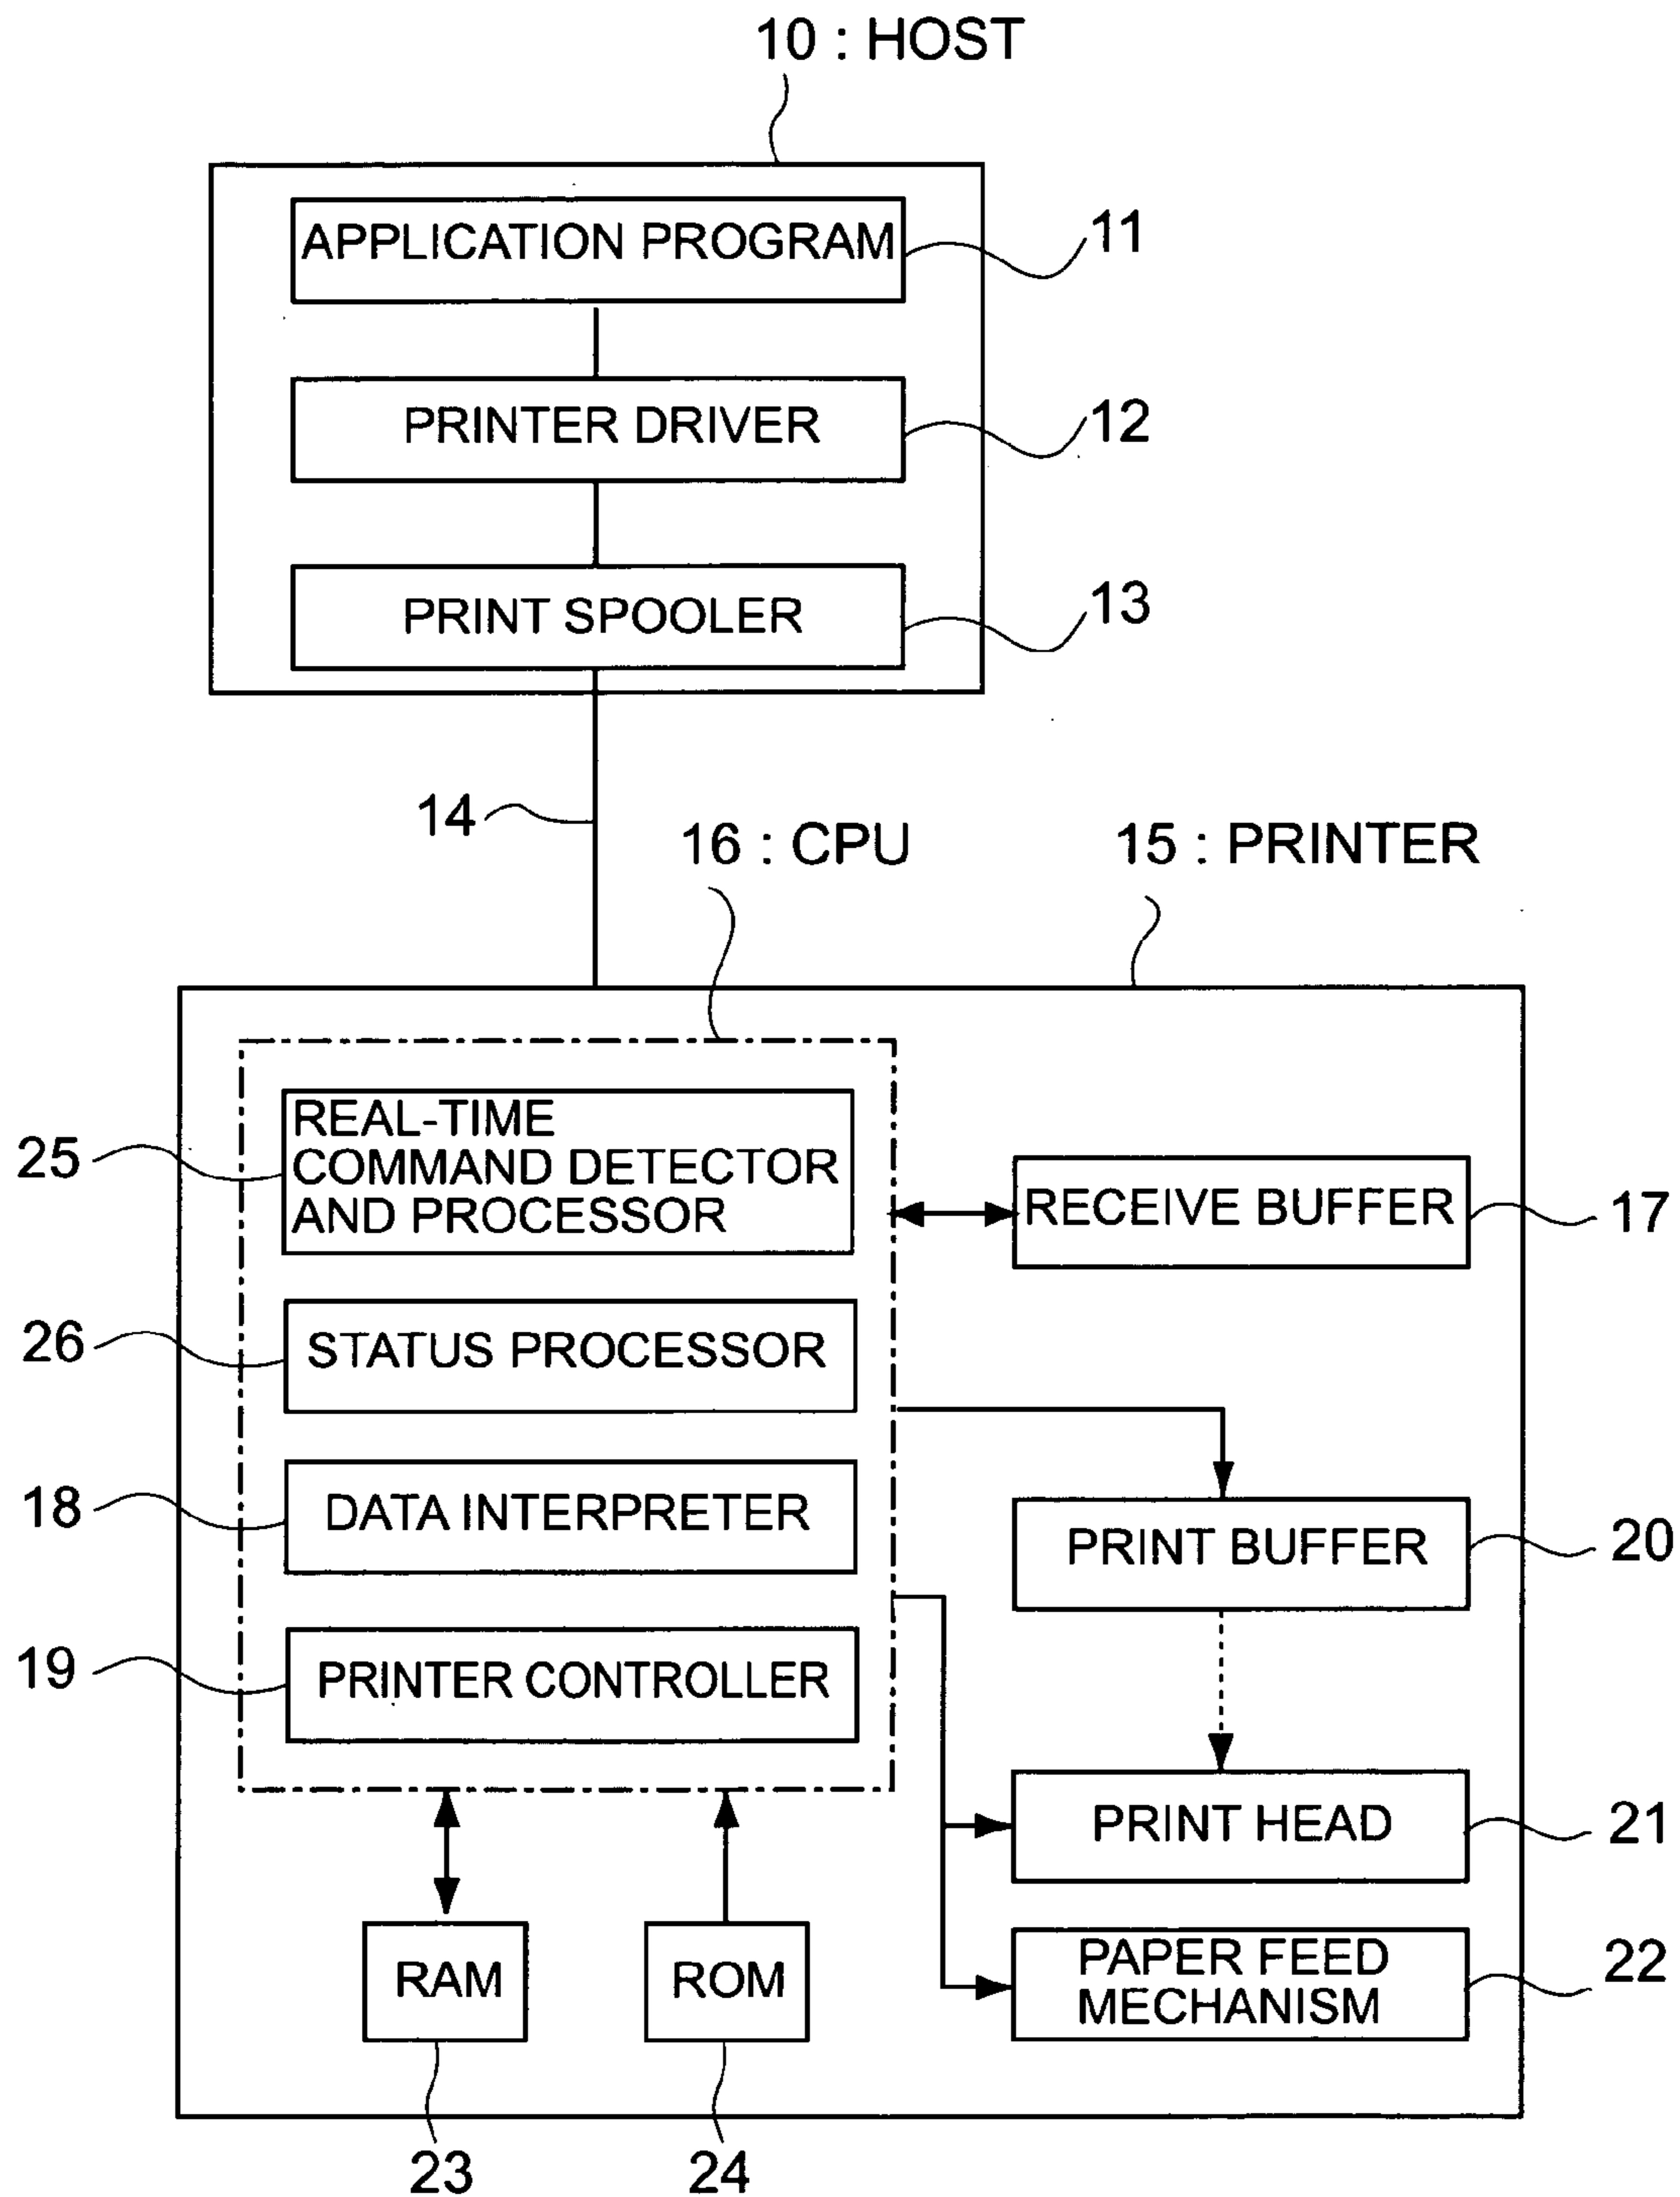 10 : HOST
APPLICATION PROGRAM
11
PRINTER DRIVER
12
PRINT SPOOLER
13
14
16 : CPU
15 : PRINTER
25
REAL-TIME
COMMAND DETECTOR
AND PROCESSOR
RECEIVE BUFFER
17
26
STATUS PROCESSOR
18
DATA INTERPRETER
PRINT BUFFER
20
19
PRINTER CONTROLLER
PRINT HEAD
21
RAM
ROM
PAPER FEED
MECHANISM
22
23
24